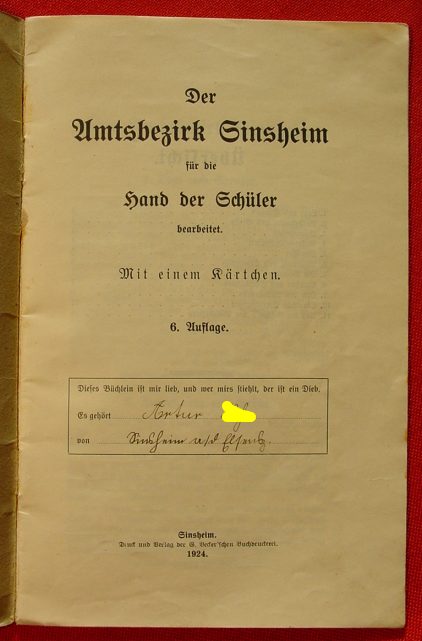 Der
Amtsbezirk Sinsheim
für die
Hand der Schüler
bearbeitet.
Mit einem Kärtchen.
6. Auflage.
Dieses Büchlein ist mir lieb, und wer mirs stiehlt, der ist ein Dieb.
Es gehört Artur
von Sinsheim a/d Elsenz.
Sinsheim.
Druck und Verlag der G. Becker'schen Buchdruckerei.
1924.